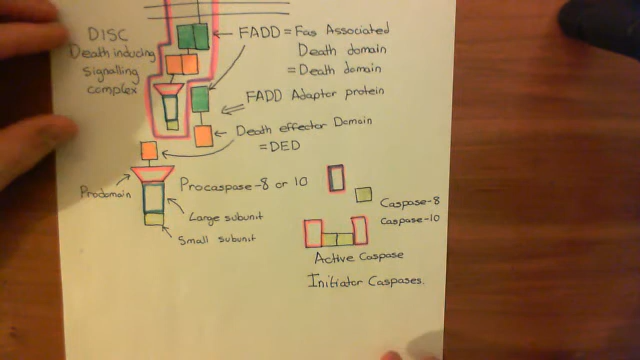 DISC
Death inducing
signalling
complex
FADD = Fas Associated
Death domain
= Death domain
FADD Adaptor protein
Death effector Domain
= DED
Prodomain
Procaspase-8 or 10
Large subunit
Small subunit
Caspase-8
Caspase-10
Active Caspase
Initiator Caspases.